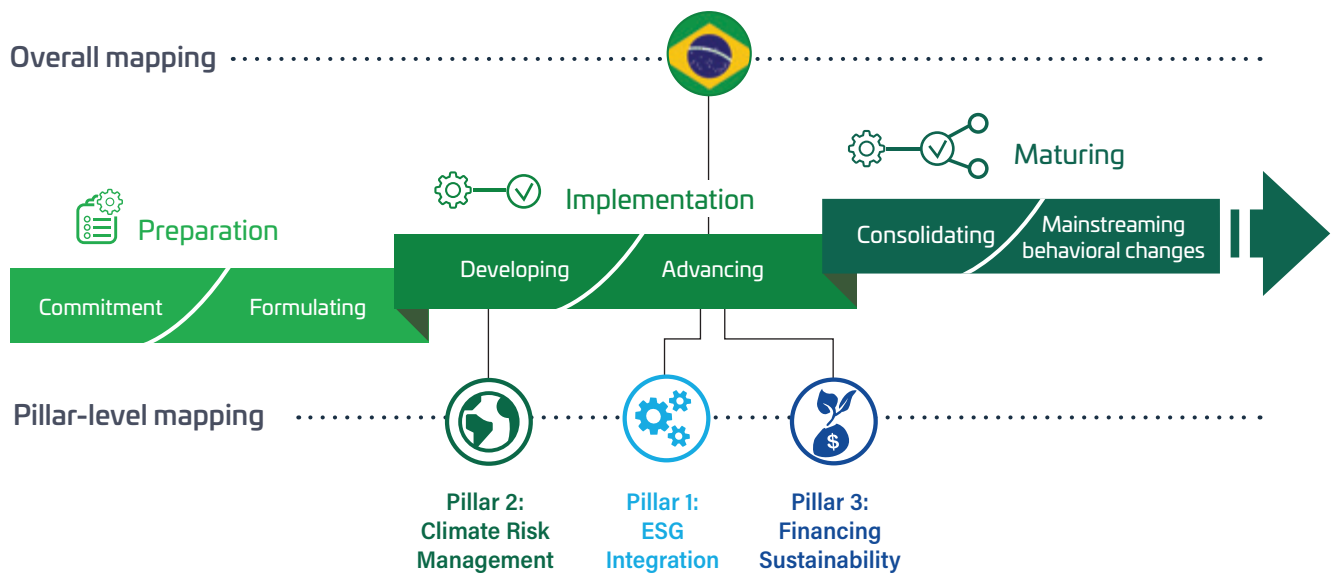 Overall mapping
Maturing
Implementation
Preparation
Consolidating
Mainstreaming
behavioral changes
Developing
Advancing
Commitment
Formulating
Pillar-level mapping
$
Pillar 2:
Climate Risk
Management
Pillar 1:
ESG
Integration
Pillar 3:
Financing
Sustainability